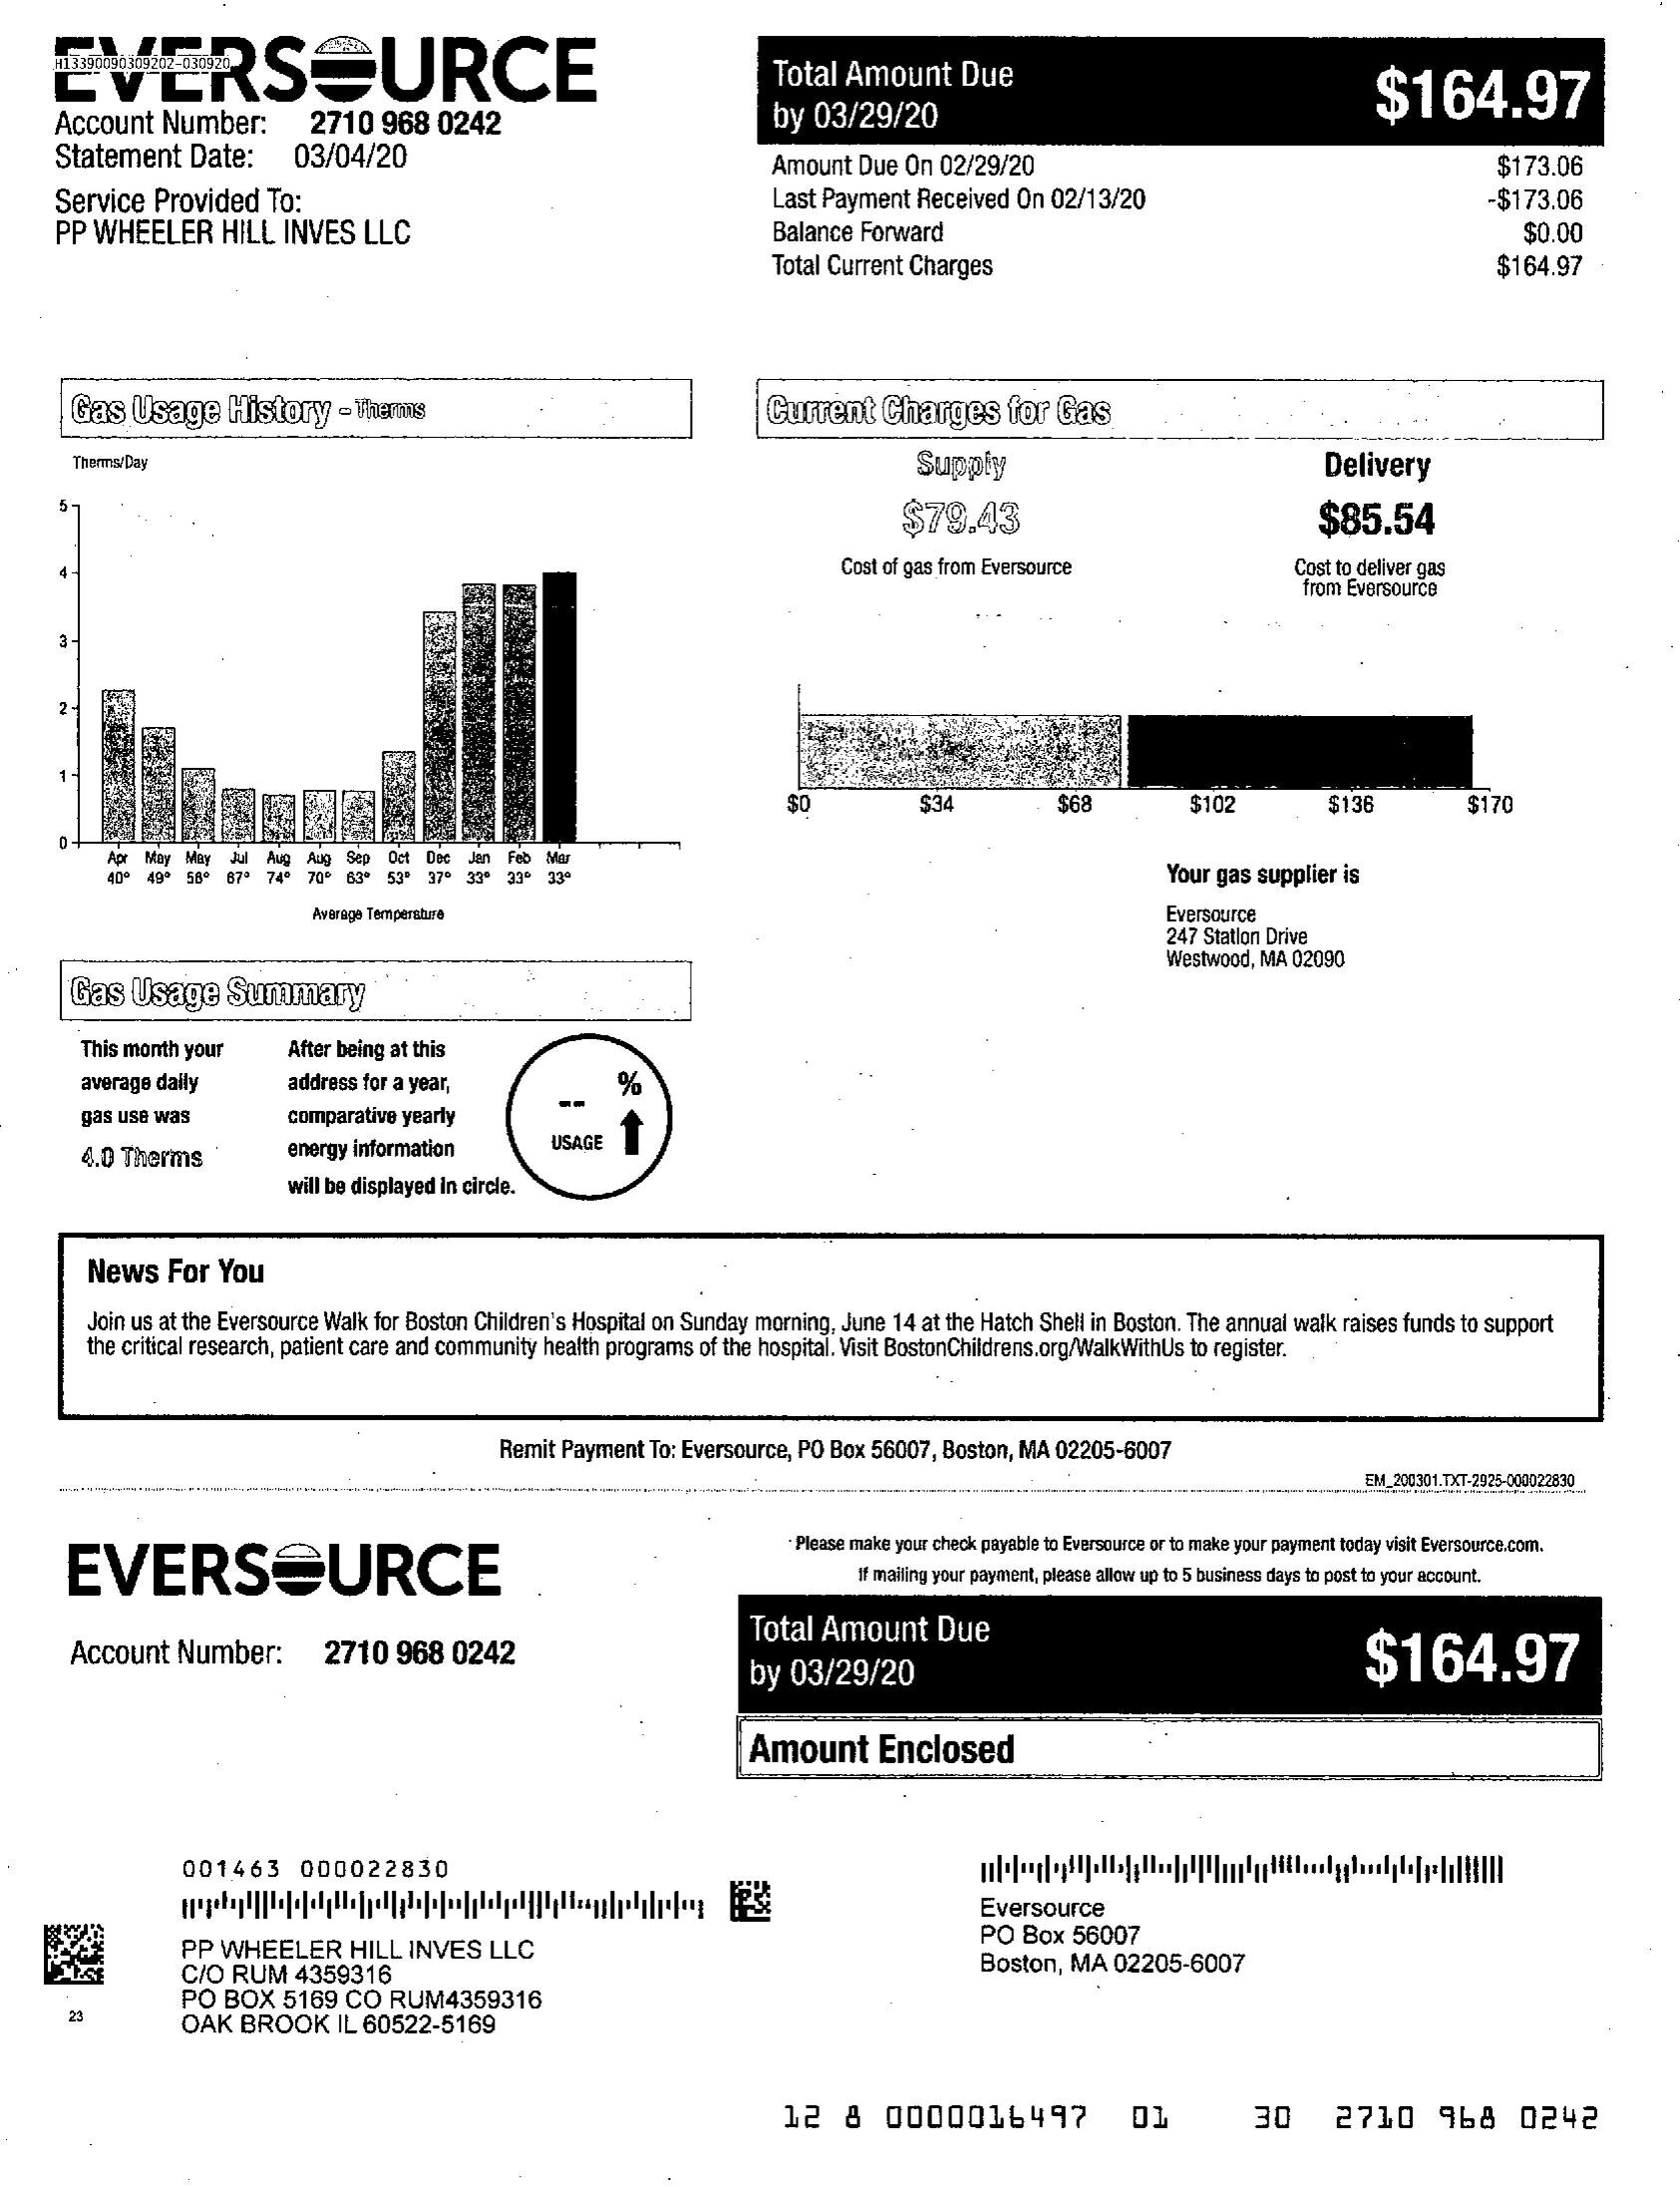 EVERSOURCE
H13390090309202-030920
Account Number: 2710 968 0242
Statement Date: 03/04/20
Service Provided To:
PP WHEELER HILL INVES LLC
Total Amount Due
by 03/29/20
$164.97
Amount Due On 02/29/20 $173.06
Last Payment Received On 02/13/20 -$173.06
Balance Forward $0.00
Total Current Charges $164.97
Gas Usage History - Therms
Therms/Day
5
4
3
2
1
0
Apr May May Jul Aug Aug Sep Oct Dec Jan Feb Mar
40° 49° 58° 67° 74° 70° 63° 53° 37° 33° 33° 33°
Average Temperature
Current Charges for Gas
Supply Delivery
$79.43 $85.54
Cost of gas from Eversource
Cost to deliver gas
from Eversource
$0 $34 $68 $102 $136 $170
Your gas supplier is
Eversource
247 Station Drive
Westwood, MA 02090
Gas Usage Summary
This month your
average daily
gas use was
4.0 Therms
After being at this
address for a year,
comparative yearly
energy information
will be displayed in circle.
-- %
USAGE
News For You
Join us at the Eversource Walk for Boston Children's Hospital on Sunday morning, June 14 at the Hatch Shell in Boston. The annual walk raises funds to support
the critical research, patient care and community health programs of the hospital. Visit BostonChildrens.org/WalkWithUs to register.
Remit Payment To: Eversource, PO Box 56007, Boston, MA 02205-6007
EM_200301.TXT-2925-000022830
EVERSOURCE
Please make your check payable to Eversource or to make your payment today visit Eversource.com.
If mailing your payment, please allow up to 5 business days to post to your account.
Account Number: 2710 968 0242
Total Amount Due
by 03/29/20
$164.97
Amount Enclosed
001463 000022830
PP WHEELER HILL INVES LLC
C/O RUM 4359316
PO BOX 5169 CO RUM4359316
OAK BROOK IL 60522-5169
23
Eversource
PO Box 56007
Boston, MA 02205-6007
12 8 0000016497 01 30 2710 968 0242